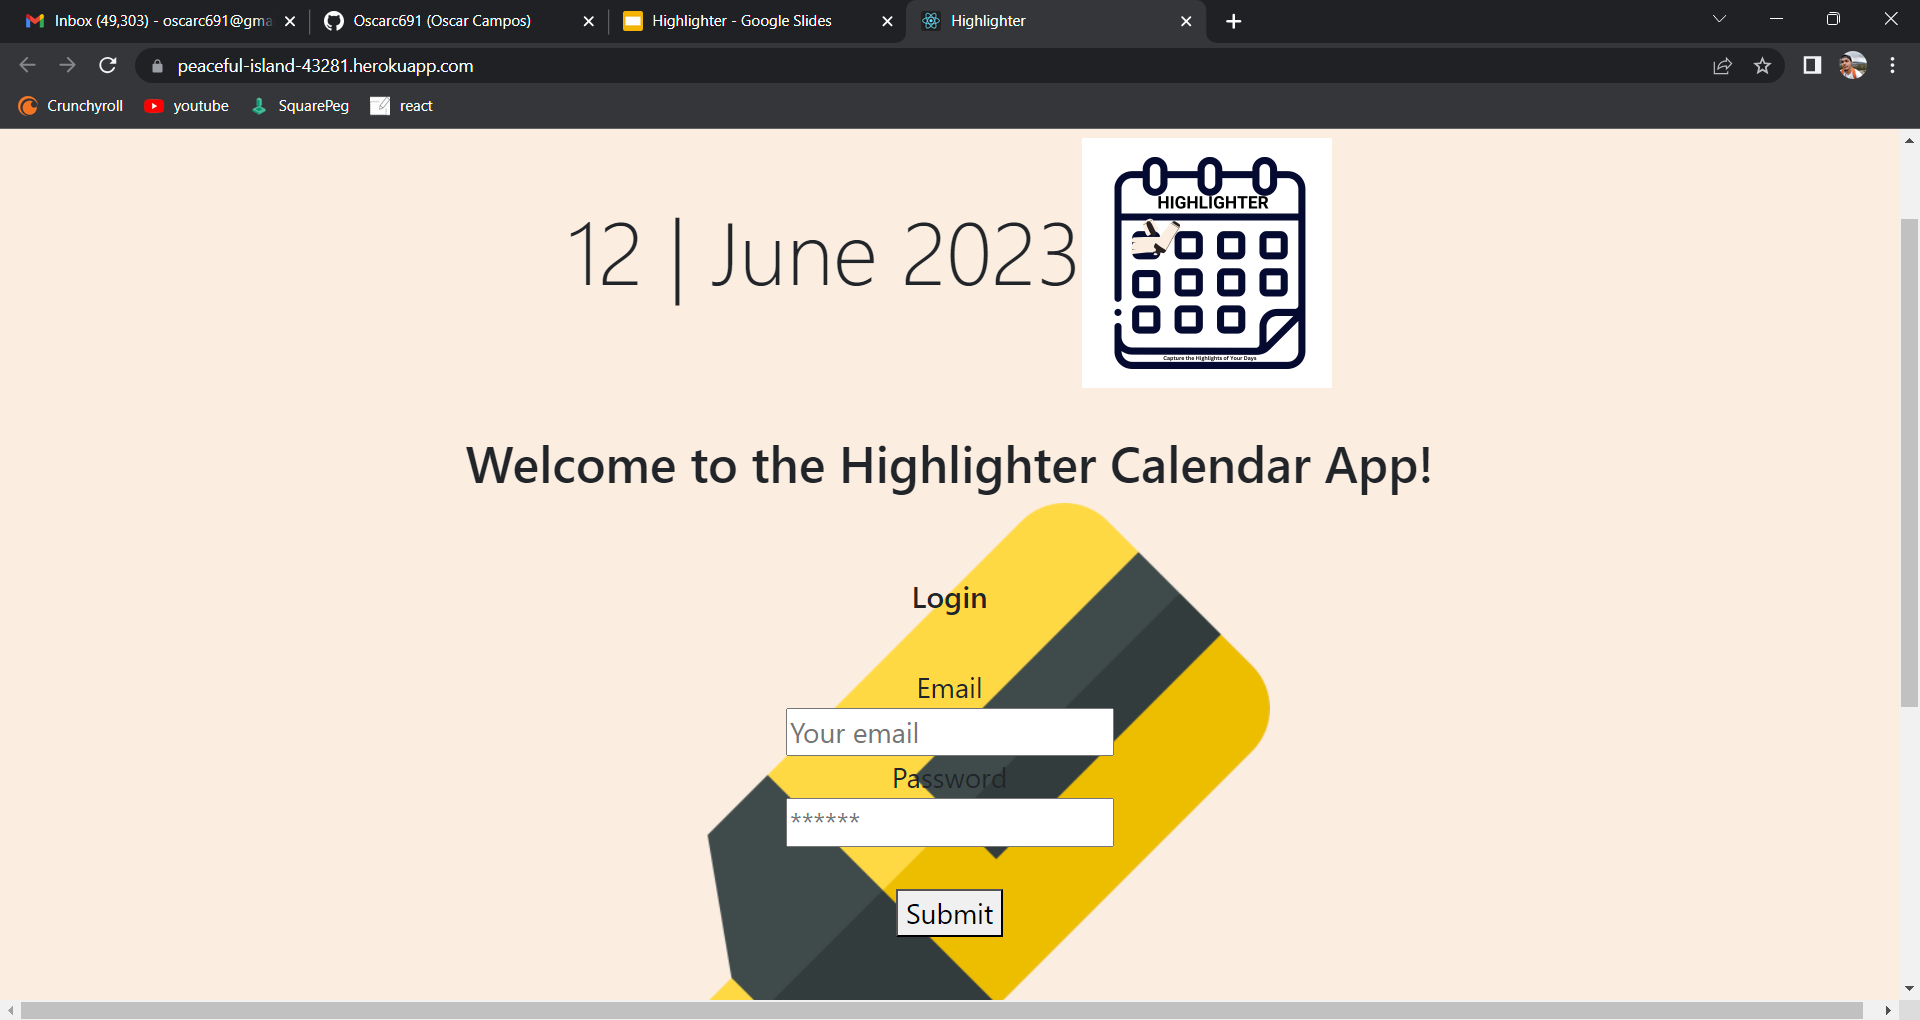 Inbox (49,303) - oscarc691@gma
Oscarc691 (Oscar Campos)
Highlighter - Google Slides
Highlighter
peaceful-island-43281.herokuapp.com
Crunchyroll
youtube
SquarePeg
react
12 | June 2023
HIGHLIGHTER
Capture the Highlights of Your Days
Welcome to the Highlighter Calendar App!
Login
Email
Your email
Password
******
Submit